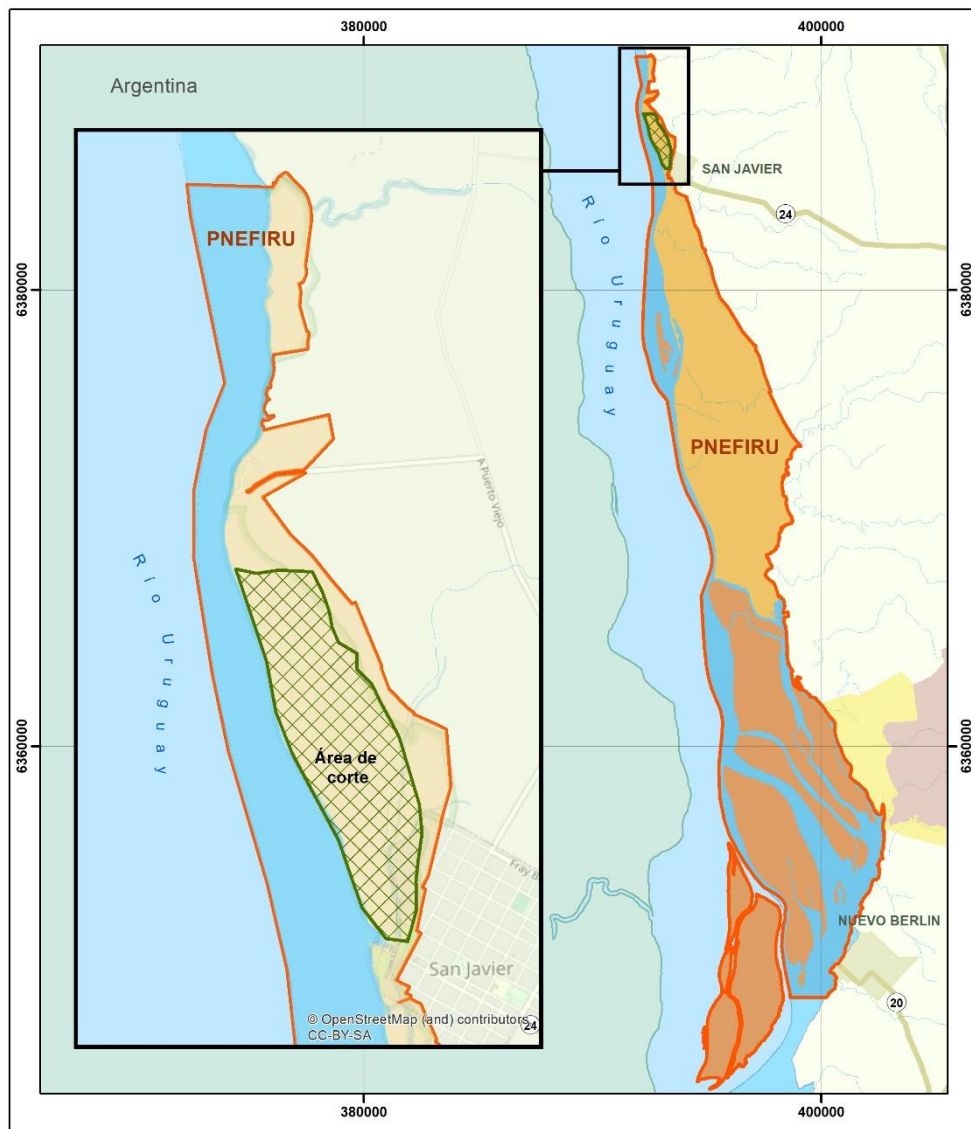 380000
400000
Argentina
SAN JAVIER
24
PNEFIRU
Río Uruguay
6380000
6380000
A Puerto Viejo
Río Uruguay
PNEFIRU
6360000
6360000
Área de
corte
Fray B
NUEVO BERLIN
San Javier
20
© OpenStreetMap (and) contributors,
24
CC-BY-SA
380000
400000